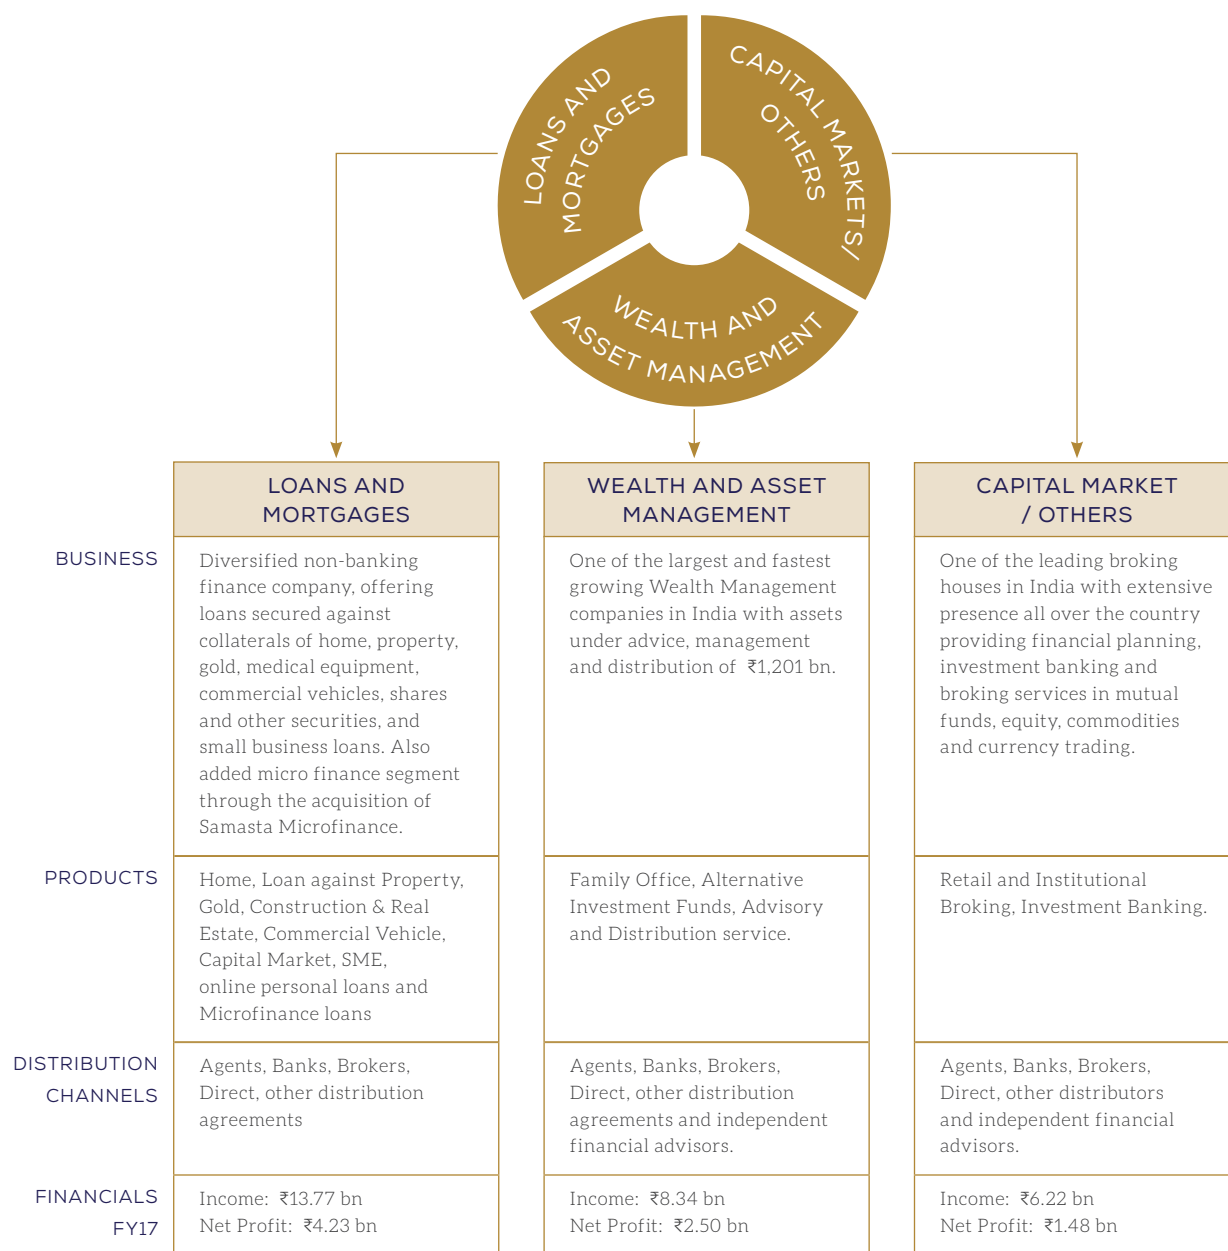 LOANS AND
MORTGAGES
CAPITAL MARKETS/
OTHERS
WEALTH AND
ASSET MANAGEMENT
LOANS AND
MORTGAGES
WEALTH AND ASSET
MANAGEMENT
CAPITAL MARKET
/ OTHERS
BUSINESS
Diversified non-banking
finance company, offering
loans secured against
collaterals of home, property,
gold, medical equipment,
commercial vehicles, shares
and other securities, and
small business loans. Also
added micro finance segment
through the acquisition of
Samasta Microfinance.
One of the largest and fastest
growing Wealth Management
companies in India with assets
under advice, management
and distribution of ₹1,201 bn.
One of the leading broking
houses in India with extensive
presence all over the country
providing financial planning,
investment banking and
broking services in mutual
funds, equity, commodities
and currency trading.
PRODUCTS
Home, Loan against Property,
Gold, Construction & Real
Estate, Commercial Vehicle,
Capital Market, SME,
online personal loans and
Microfinance loans
Family Office, Alternative
Investment Funds, Advisory
and Distribution service.
Retail and Institutional
Broking, Investment Banking.
DISTRIBUTION
CHANNELS
Agents, Banks, Brokers,
Direct, other distribution
agreements
Agents, Banks, Brokers,
Direct, other distribution
agreements and independent
financial advisors.
Agents, Banks, Brokers,
Direct, other distributors
and independent financial
advisors.
FINANCIALS
FY17
Income: ₹13.77 bn
Net Profit: ₹4.23 bn
Income: ₹8.34 bn
Net Profit: ₹2.50 bn
Income: ₹6.22 bn
Net Profit: ₹1.48 bn